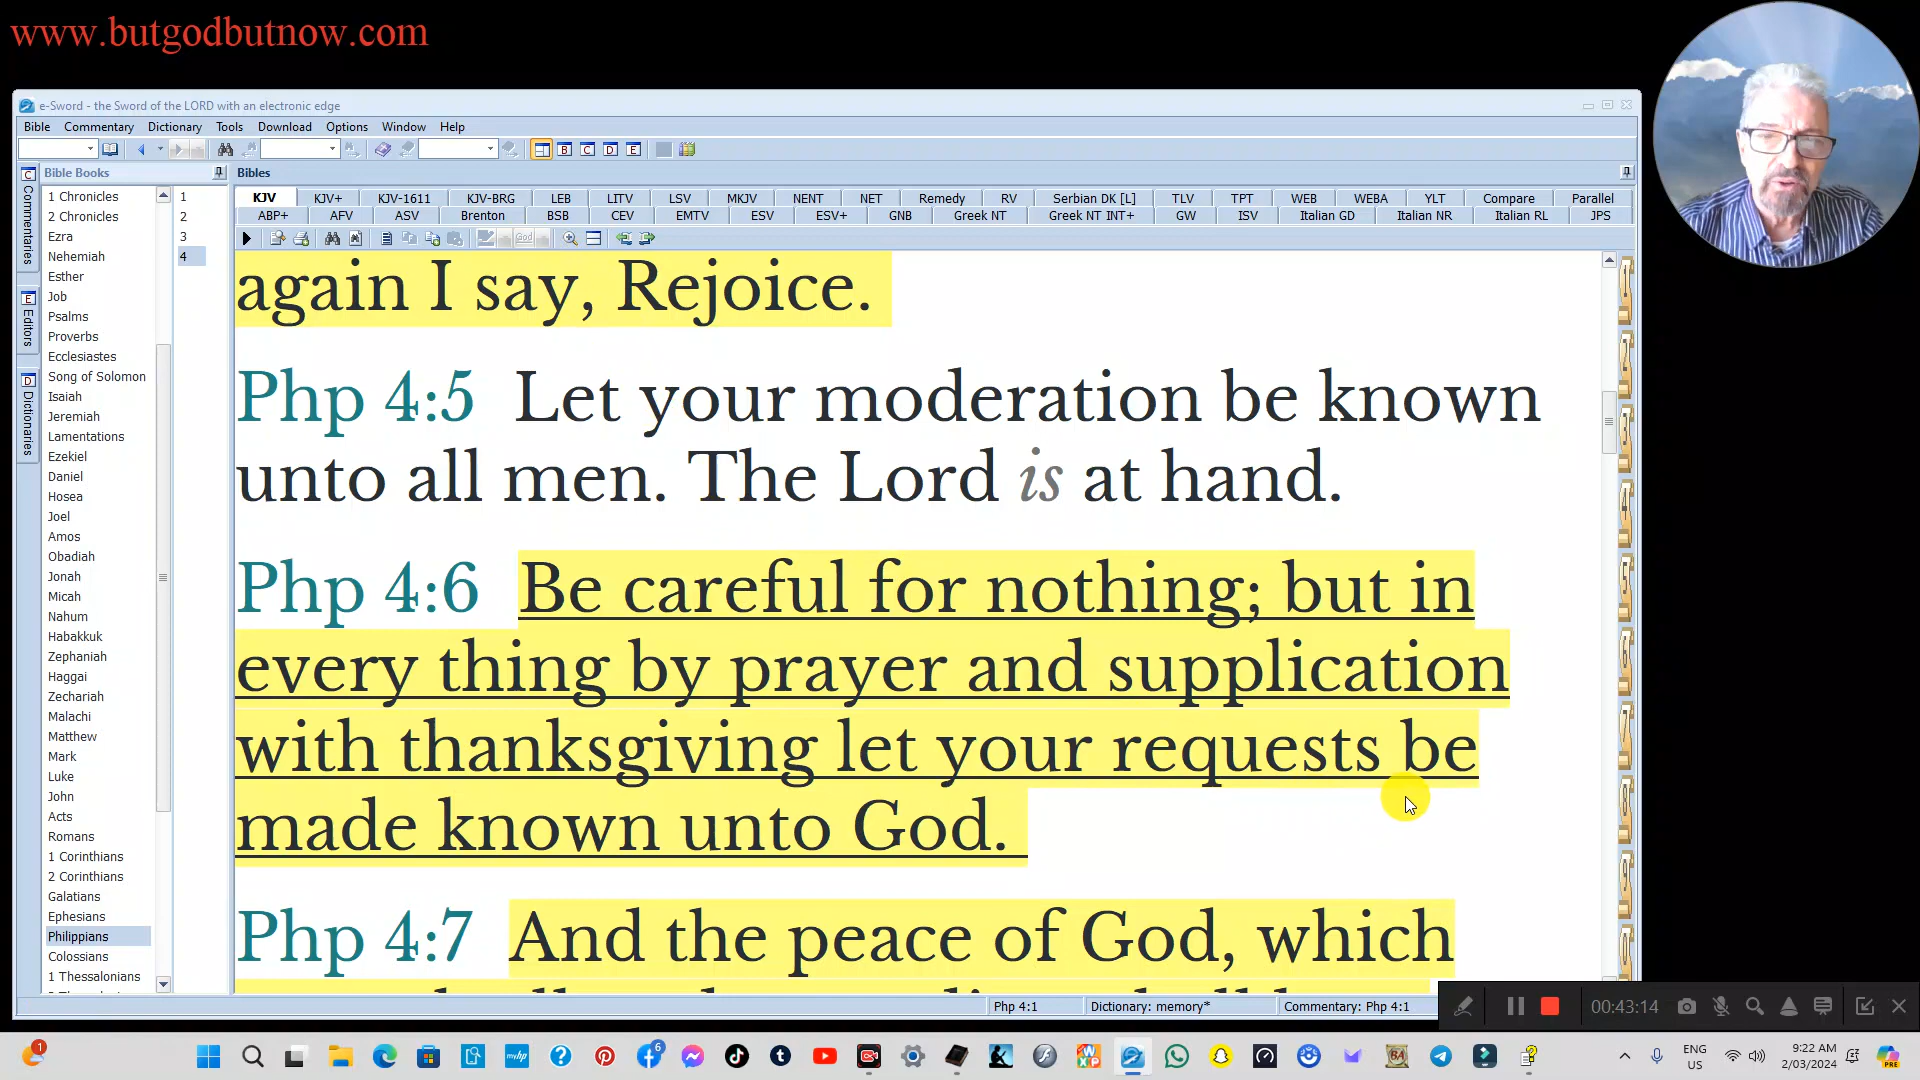 www.butgodbutnow.com
e-Sword - the Sword of the LORD with an electronic edge
Bible Commentary Dictionary Tools Download Options Window Help
B C D E
Bible Books
Bibles
C Commentaries
E Editors
D Dictionaries
1 Chronicles
2 Chronicles
Ezra
Nehemiah
Esther
Job
Psalms
Proverbs
Ecclesiastes
Song of Solomon
Isaiah
Jeremiah
Lamentations
Ezekiel
Daniel
Hosea
Joel
Amos
Obadiah
Jonah
Micah
Nahum
Habakkuk
Zephaniah
Haggai
Zechariah
Malachi
Matthew
Mark
Luke
John
Acts
Romans
1 Corinthians
2 Corinthians
Galatians
Ephesians
Philippians
Colossians
1 Thessalonians
1
2
3
4
KJV KJV+ KJV-1611 KJV-BRG LEB LITV LSV MKJV NENT NET Remedy RV Serbian DK [L] TLV TPT WEB WEBA YLT Compare Parallel
ABP+ AFV ASV Brenton BSB CEV EMTV ESV ESV+ GNB Greek NT Greek NT INT+ GW ISV Italian GD Italian NR Italian RL JPS
God
again I say, Rejoice.
Php 4:5 Let your moderation be known
unto all men. The Lord is at hand.
Php 4:6 Be careful for nothing; but in
every thing by prayer and supplication
with thanksgiving let your requests be
made known unto God.
Php 4:7 And the peace of God, which
Php 4:1 Dictionary: memory* Commentary: Php 4:1
00:43:14
1
myhp
6
64
ENG
US
9:22 AM
2/03/2024
PRE